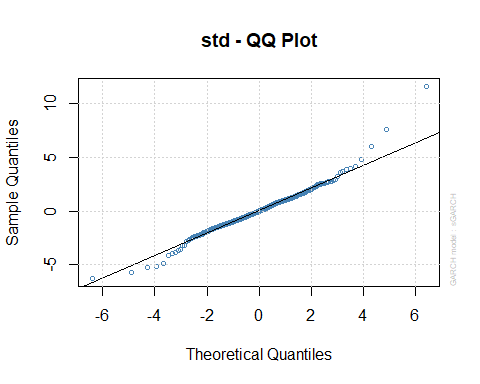 std - QQ Plot
10
5
0
-5
Sample Quantiles
-6
-4
-2
0
2
4
6
Theoretical Quantiles
GARCH model : sGARCH